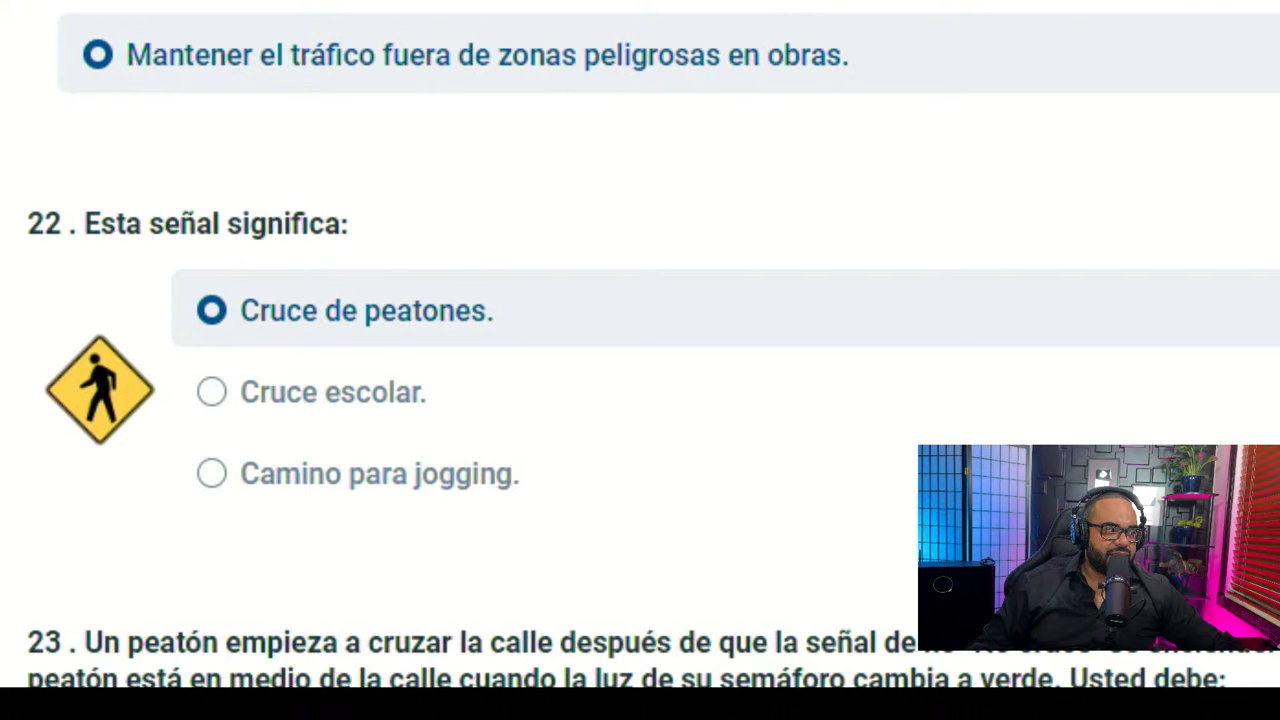 Mantener el tráfico fuera de zonas peligrosas en obras.
22 . Esta señal significa:
Cruce de peatones.
Cruce escolar.
Camino para jogging.
23 . Un peatón empieza a cruzar la calle después de que la señal de
peatón está en medio de la calle cuando la luz de su semáforo cambia a verde. Usted debe: